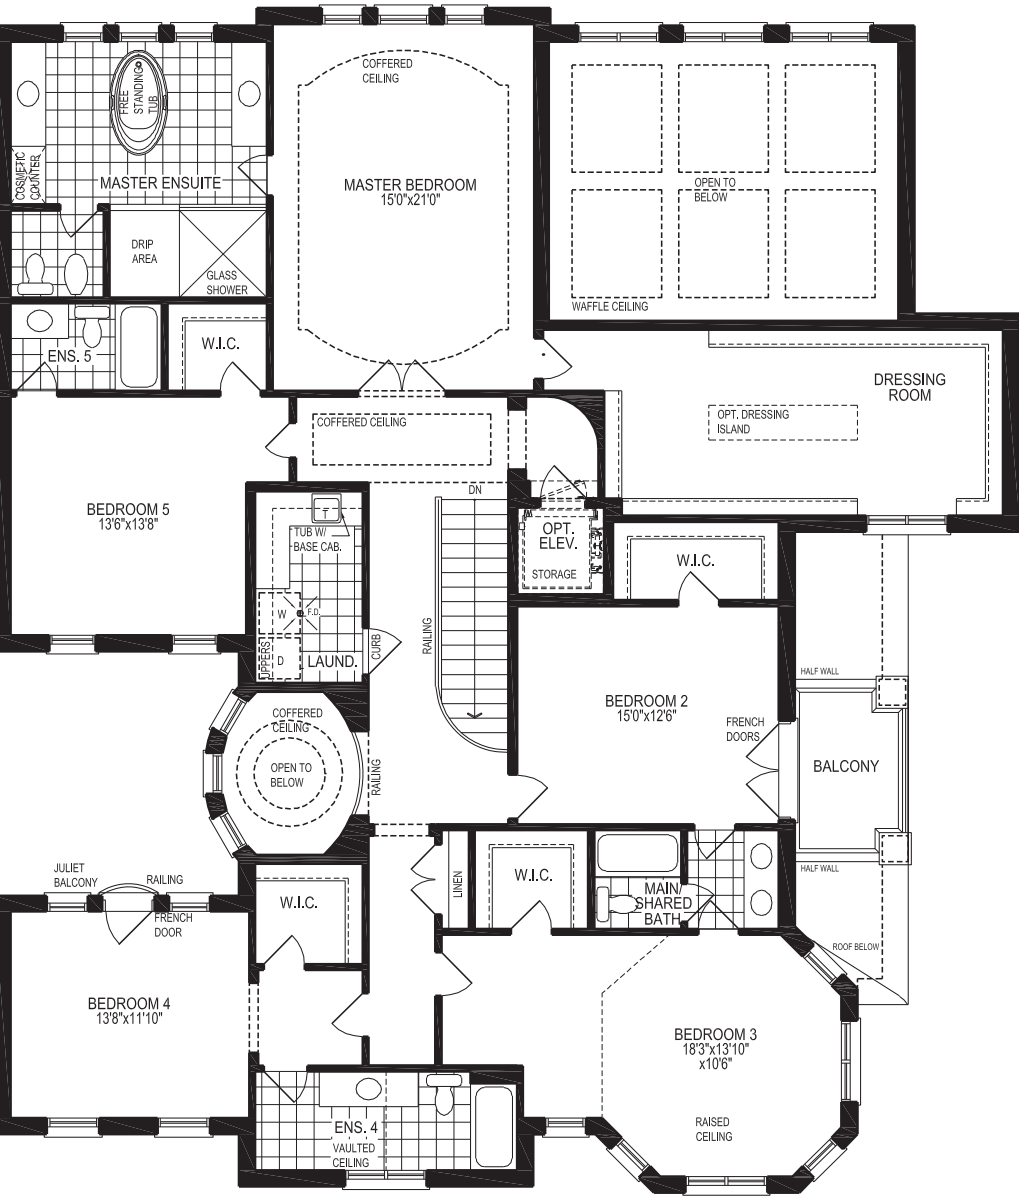 COFFERED
CEILING
FREE
STANDING
TUB
COSMETIC
COUNTER
MASTER ENSUITE
MASTER BEDROOM
15'0"x21'0"
OPEN TO
BELOW
DRIP
AREA
GLASS
SHOWER
WAFFLE CEILING
ENS. 5
W.I.C.
DRESSING
ROOM
OPT. DRESSING
ISLAND
COFFERED CEILING
DN
BEDROOM 5
13'6"x13'8"
T
TUB W/
BASE CAB.
OPT.
ELEV.
STORAGE
W.I.C.
W
F.D.
UPPERS
D
LAUND.
CURB
RAILING
HALF WALL
BEDROOM 2
15'0"x12'6"
FRENCH
DOORS
COFFERED
CEILING
OPEN TO
BELOW
RAILING
BALCONY
JULIET
BALCONY
RAILING
HALF WALL
LINEN
W.I.C.
MAIN/
SHARED
BATH
W.I.C.
FRENCH
DOOR
ROOF BELOW
BEDROOM 4
13'8"x11'10"
BEDROOM 3
18'3"x13'10"
x10'6"
ENS. 4
VAULTED
CEILING
RAISED
CEILING